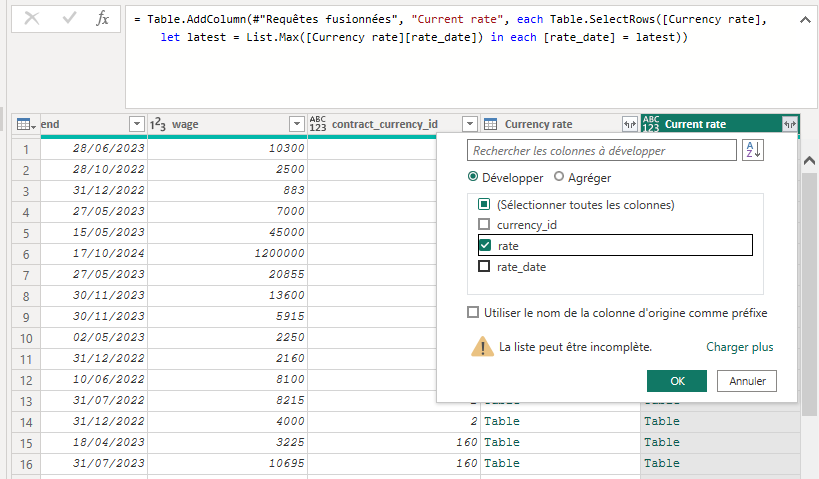 = Table.AddColumn(#"Requêtes fusionnées", "Current rate", each Table.SelectRows([Currency rate],
let latest = List.Max([Currency rate][rate_date]) in each [rate_date] = latest))
end 1²3 wage ABC 123 contract_currency_id Currency rate ABC 123 Current rate
1 28/06/2023 10300
2 28/10/2022 2500
3 31/12/2022 883
4 27/05/2023 7000
5 15/05/2023 45000
6 17/10/2024 1200000
7 27/05/2023 20855
8 30/11/2023 13600
9 30/11/2023 5915
10 02/05/2023 2250
11 31/12/2022 2160
12 10/06/2022 8100
13 31/07/2022 8215
14 31/12/2022 4000 2 Table Table
15 18/04/2023 3225 160 Table Table
16 31/07/2023 10695 160 Table Table
Rechercher les colonnes à développer
Développer Agréger
(Sélectionner toutes les colonnes)
currency_id
rate
rate_date
Utiliser le nom de la colonne d'origine comme préfixe
La liste peut être incomplète. Charger plus
OK Annuler